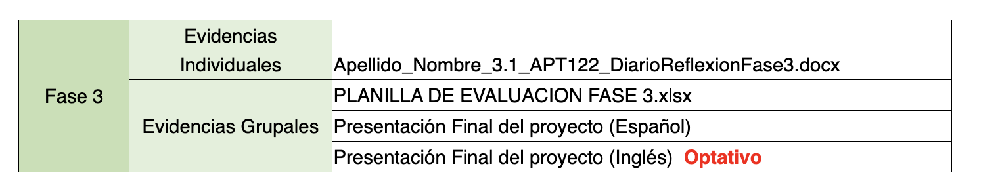 Fase 3
Evidencias
Individuales
Apellido_Nombre_3.1_APT122_DiarioReflexionFase3.docx
Evidencias Grupales
PLANILLA DE EVALUACION FASE 3.xlsx
Presentación Final del proyecto (Español)
Presentación Final del proyecto (Inglés) Optativo